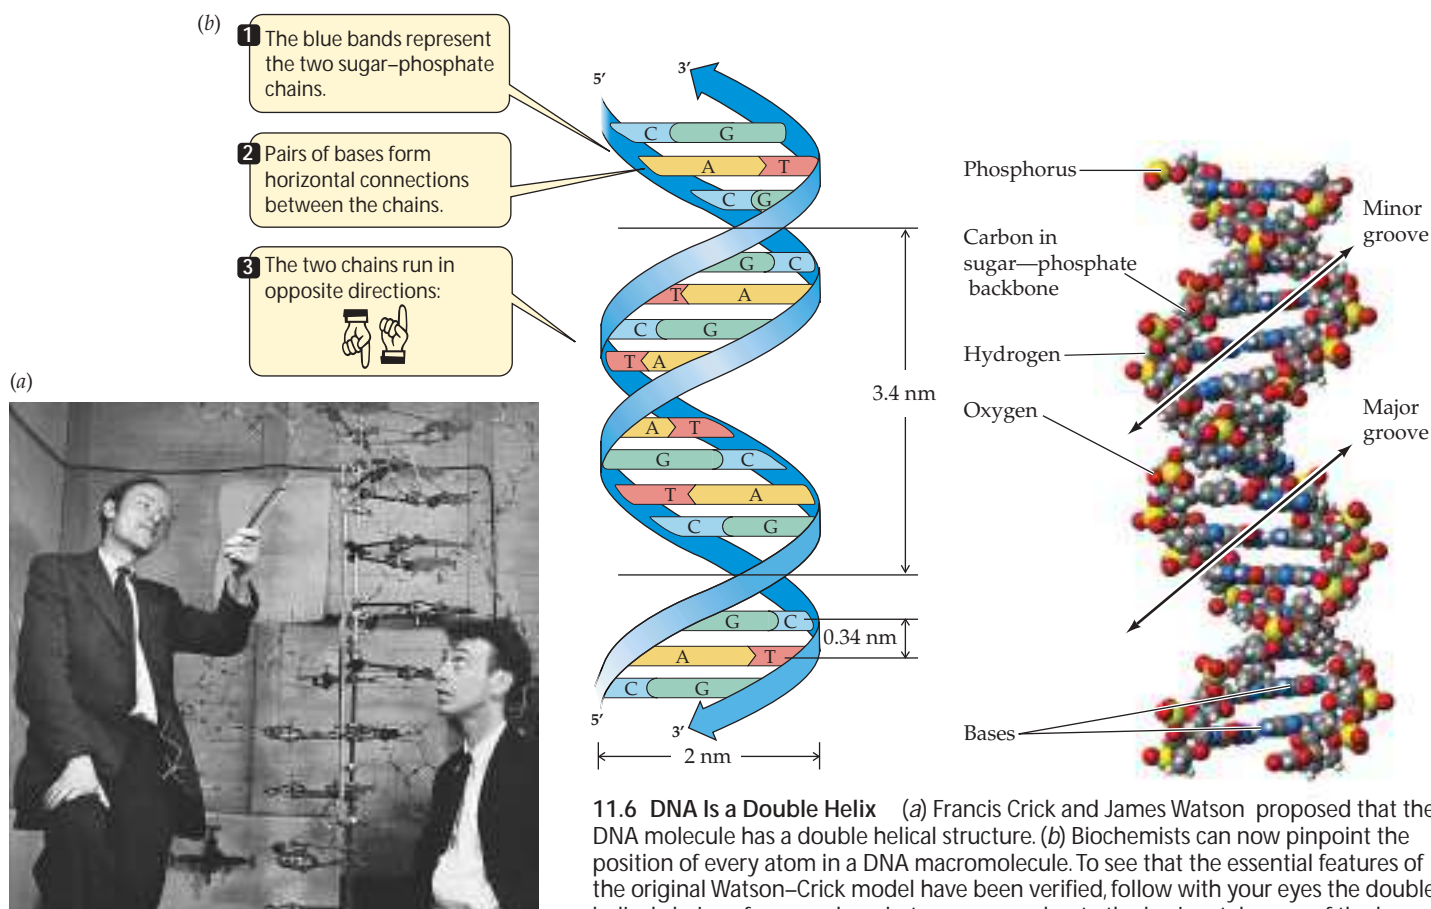 (b)
1 The blue bands represent
the two sugar–phosphate
chains.
2 Pairs of bases form
horizontal connections
between the chains.
3 The two chains run in
opposite directions:
(a)
5′
3′
C G
A T
C G
G C
T A
C G
T A
A T
G C
T A
C G
G C
A T
C G
5′
3′
3.4 nm
0.34 nm
2 nm
Phosphorus
Carbon in
sugar—phosphate
backbone
Hydrogen
Oxygen
Bases
Minor
groove
Major
groove
11.6 DNA Is a Double Helix (a) Francis Crick and James Watson proposed that the
DNA molecule has a double helical structure. (b) Biochemists can now pinpoint the
position of every atom in a DNA macromolecule. To see that the essential features of
the original Watson–Crick model have been verified, follow with your eyes the double